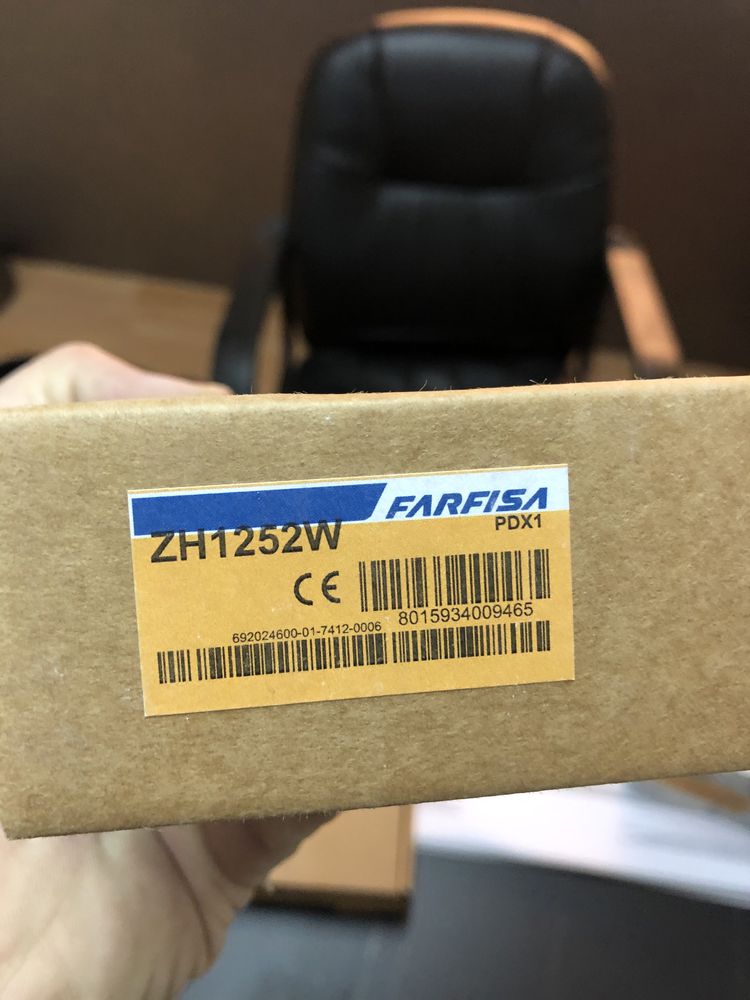 FARFISA
PDX1
ZH1252W
CE
8015934009465
692024600-01-7412-0006